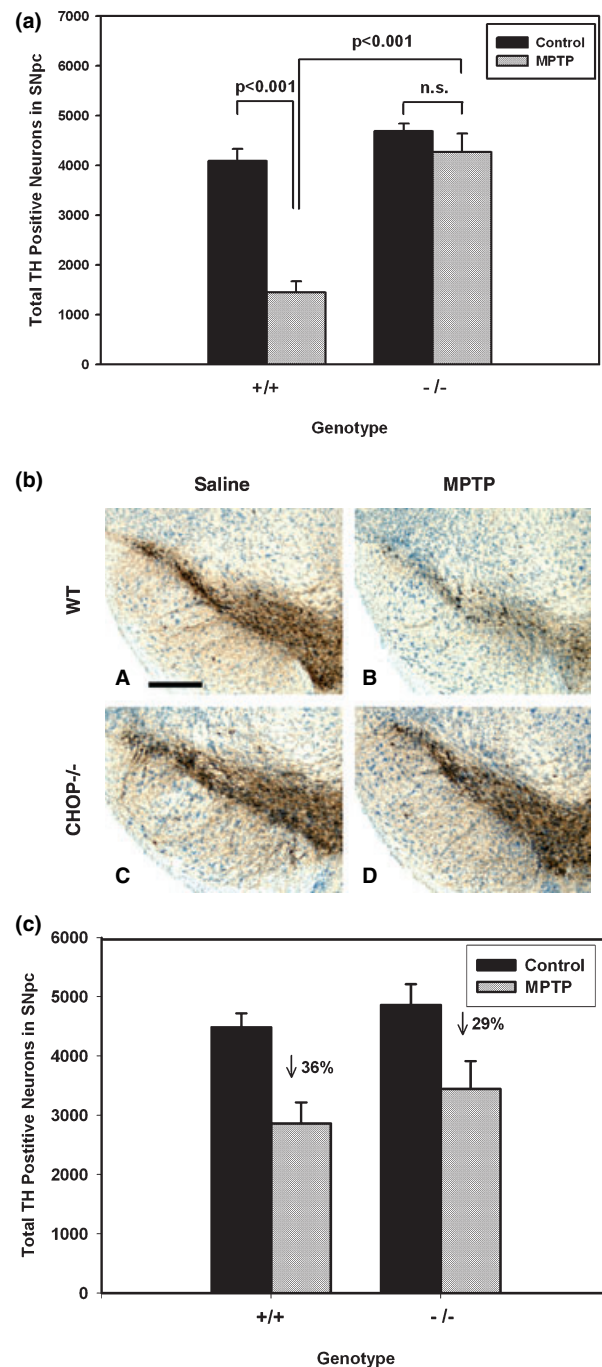 (a)
7000
6000
5000
4000
3000
2000
1000
0
Total TH Positive Neurons in SNpc
p<0.001
p<0.001
n.s.
Control
MPTP
+/+
- /-
Genotype
(b)
Saline
MPTP
WT
A
B
CHOP-/-
C
D
(c)
6000
5000
4000
3000
2000
1000
0
Total TH Postitive Neurons in SNpc
Control
MPTP
↓ 36%
↓ 29%
+/+
- /-
Genotype